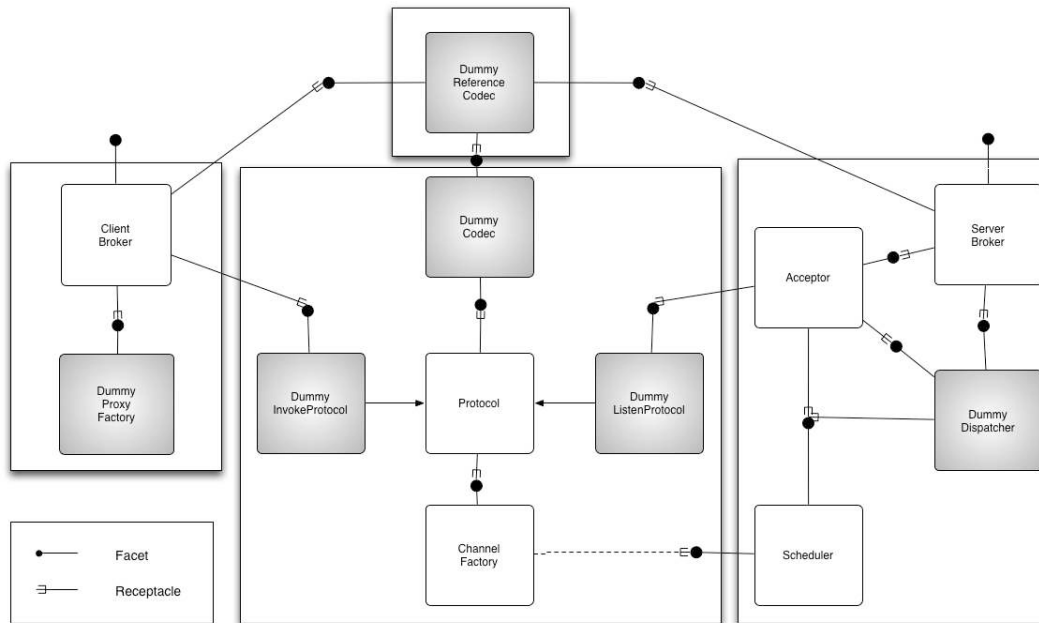 Dummy
Reference
Codec
Client
Broker
Dummy
Codec
Server
Broker
Acceptor
Dummy
Proxy
Factory
Dummy
InvokeProtocol
Protocol
Dummy
ListenProtocol
Dummy
Dispatcher
Channel
Factory
Scheduler
Facet
Receptacle